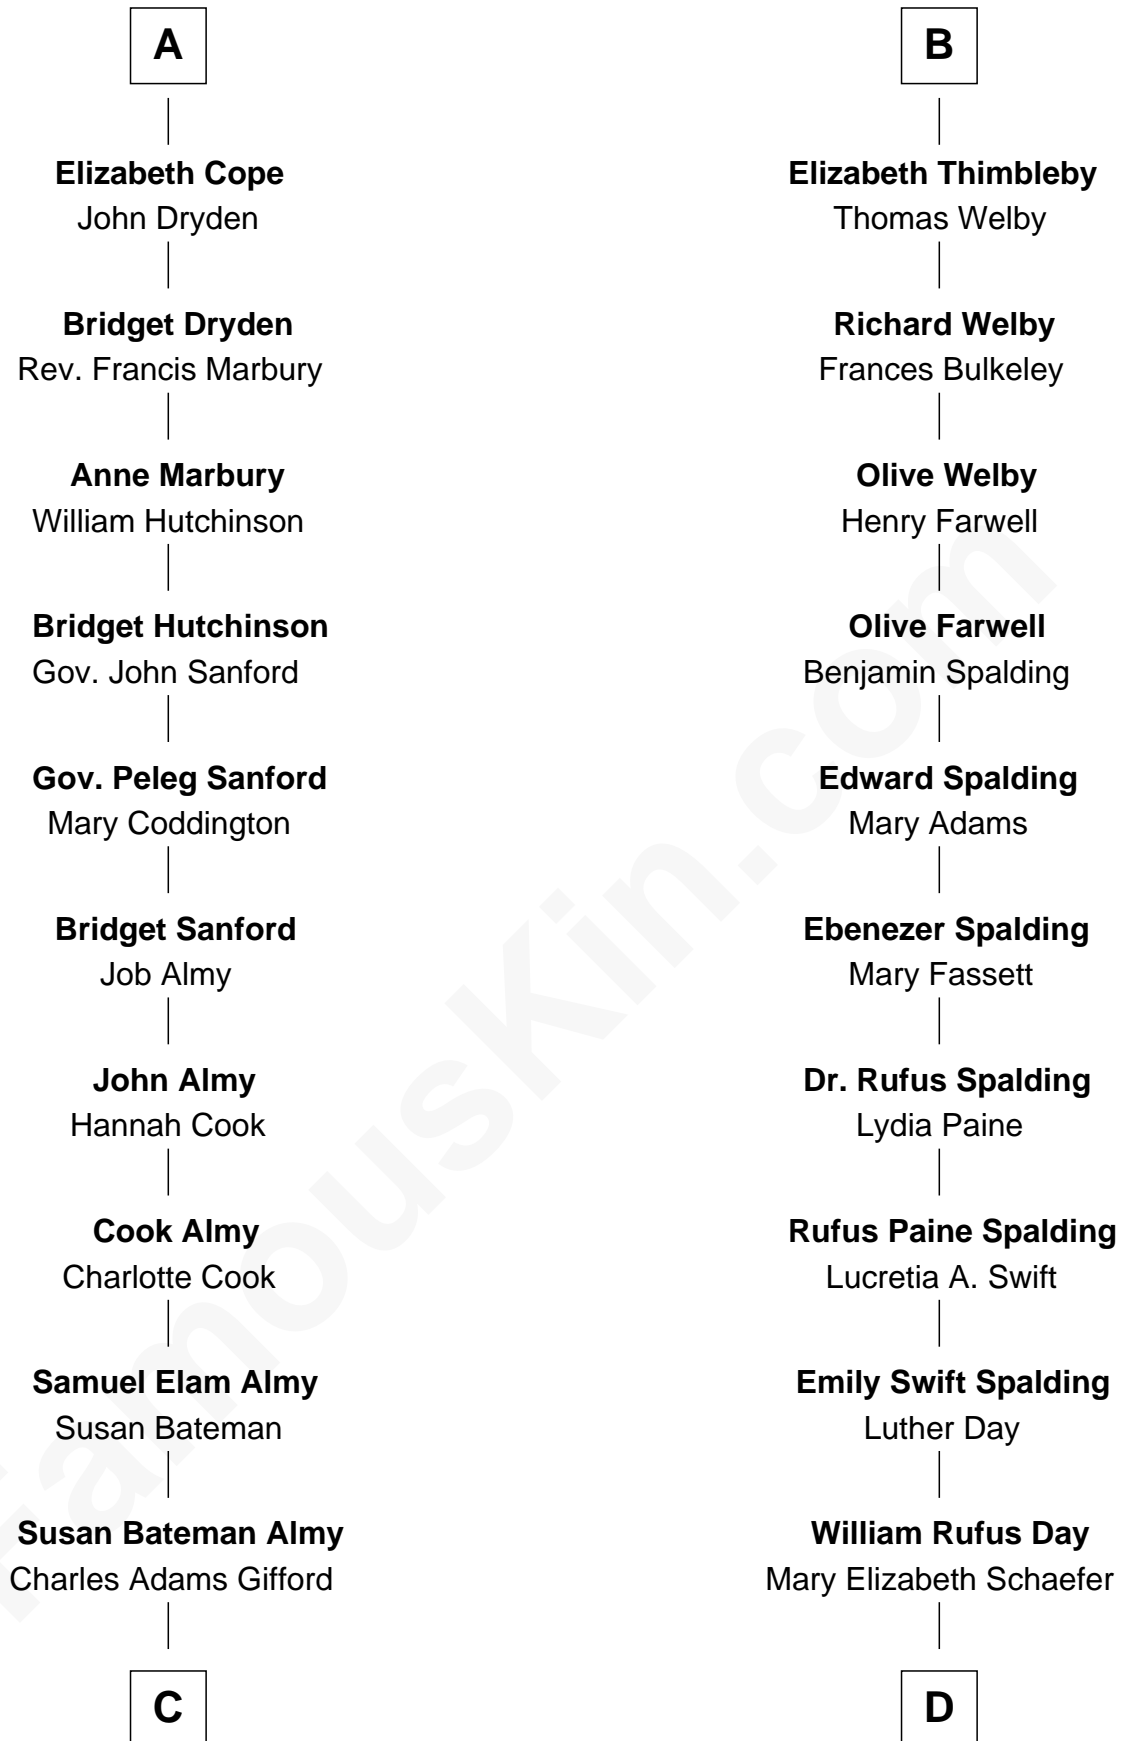 A
Elizabeth Cope
John Dryden
Bridget Dryden
Rev. Francis Marbury
Anne Marbury
William Hutchinson
Bridget Hutchinson
Gov. John Sanford
Gov. Peleg Sanford
Mary Coddington
Bridget Sanford
Job Almy
John Almy
Hannah Cook
Cook Almy
Charlotte Cook
Samuel Elam Almy
Susan Bateman
Susan Bateman Almy
Charles Adams Gifford
C
B
Elizabeth Thimbleby
Thomas Welby
Richard Welby
Frances Bulkeley
Olive Welby
Henry Farwell
Olive Farwell
Benjamin Spalding
Edward Spalding
Mary Adams
Ebenezer Spalding
Mary Fassett
Dr. Rufus Spalding
Lydia Paine
Rufus Paine Spalding
Lucretia A. Swift
Emily Swift Spalding
Luther Day
William Rufus Day
Mary Elizabeth Schaefer
D
FamousKin.com